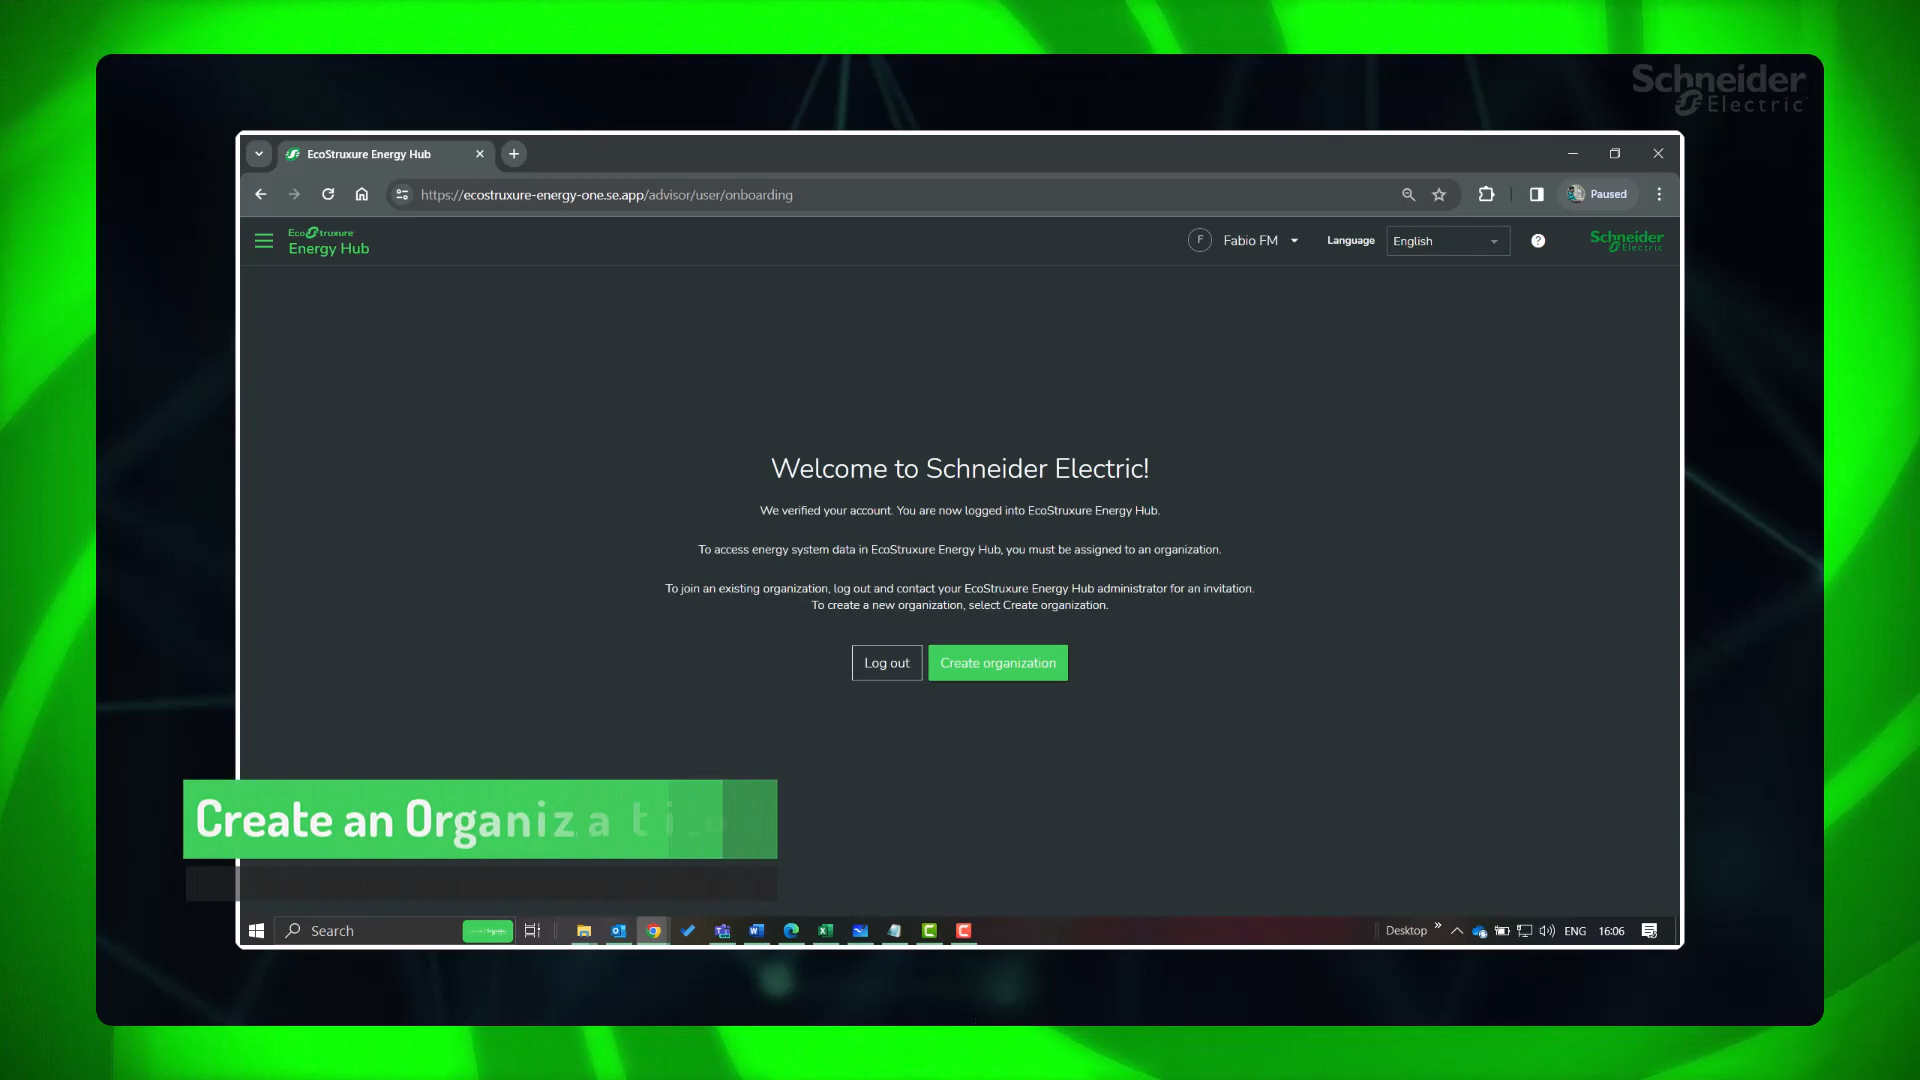 Schneider
Electric
EcoStruxure Energy Hub
https://ecostruxure-energy-one.se.app/advisor/user/onboarding
Paused
EcoStruxure
Energy Hub
F
Fabio FM
Language
English
?
Schneider
Electric
Welcome to Schneider Electric!
We verified your account. You are now logged into EcoStruxure Energy Hub.
To access energy system data in EcoStruxure Energy Hub, you must be assigned to an organization.
To join an existing organization, log out and contact your EcoStruxure Energy Hub administrator for an invitation.
To create a new organization, select Create organization.
Log out
Create organization
Create an Organizatio
Search
Desktop
ENG
16:06